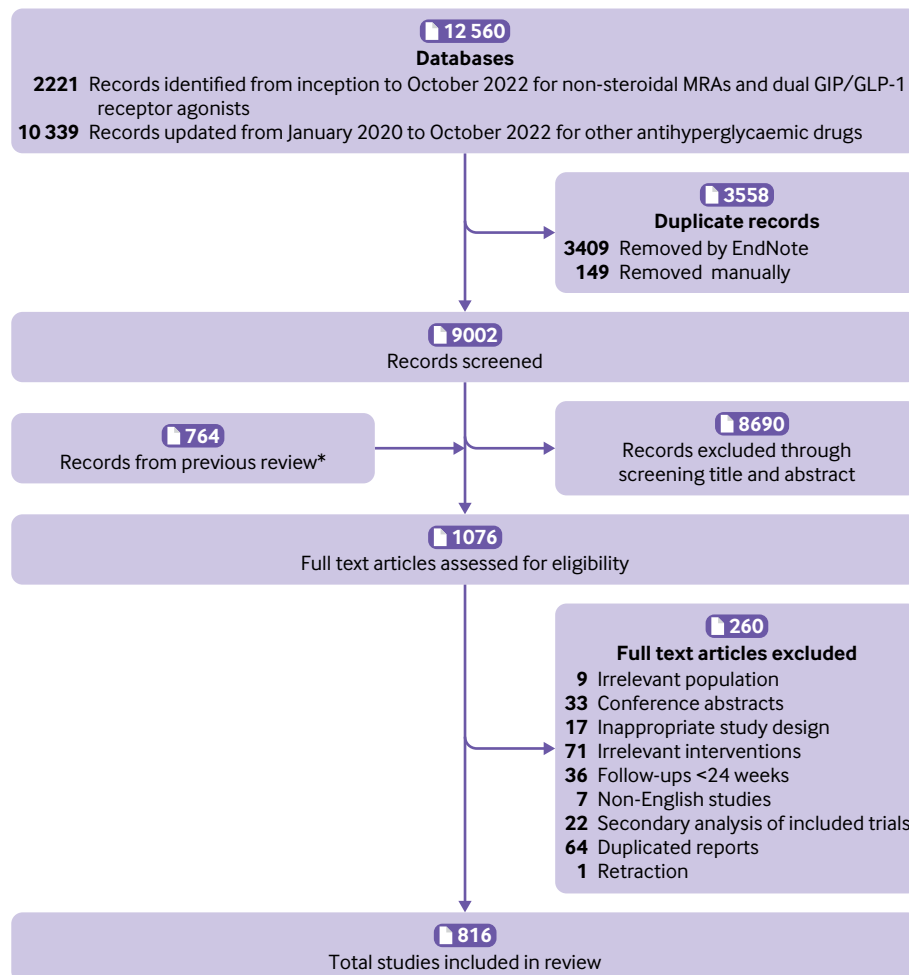 12 560
Databases
2221 Records identified from inception to October 2022 for non-steroidal MRAs and dual GIP/GLP-1
receptor agonists
10 339 Records updated from January 2020 to October 2022 for other antihyperglycaemic drugs
3558
Duplicate records
3409 Removed by EndNote
149 Removed manually
9002
Records screened
764
Records from previous review*
8690
Records excluded through
screening title and abstract
1076
Full text articles assessed for eligibility
260
Full text articles excluded
9 Irrelevant population
33 Conference abstracts
17 Inappropriate study design
71 Irrelevant interventions
36 Follow-ups <24 weeks
7 Non-English studies
22 Secondary analysis of included trials
64 Duplicated reports
1 Retraction
816
Total studies included in review